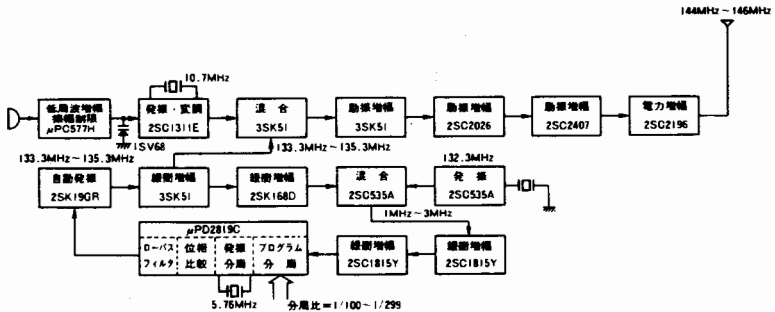 144MHz~146MHz
10.7MHz
低周波増幅
振幅制限
μPC577H
発振・変調
2SC1311E
混合
3SK51
励振増幅
3SK51
励振増幅
2SC2026
励振増幅
2SC2407
電力増幅
2SC2196
1SV68
133.3MHz~135.3MHz
133.3MHz~135.3MHz
132.3MHz
自励発振
2SK19GR
緩衝増幅
3SK51
緩衝増幅
2SK168D
混合
2SC535A
発振
2SC535A
1MHz~3MHz
μPD2819C
ローパス
フィルタ
位相
比較
発振
分周
プログラム
分周
緩衝増幅
2SC1815Y
緩衝増幅
2SC1815Y
5.76MHz
分周比=1/100~1/299